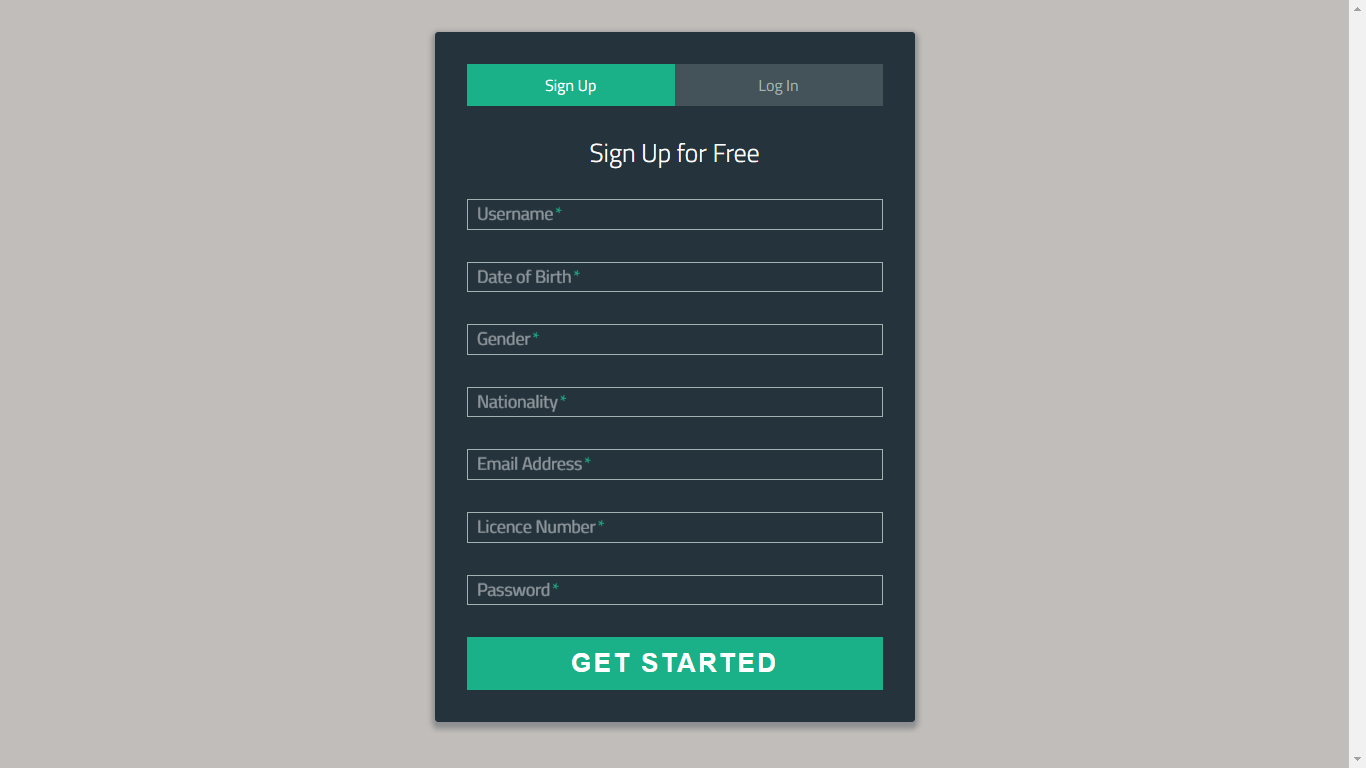 Sign Up
Log In
Sign Up for Free
Username*
Date of Birth*
Gender*
Nationality*
Email Address*
Licence Number*
Password*
GET STARTED